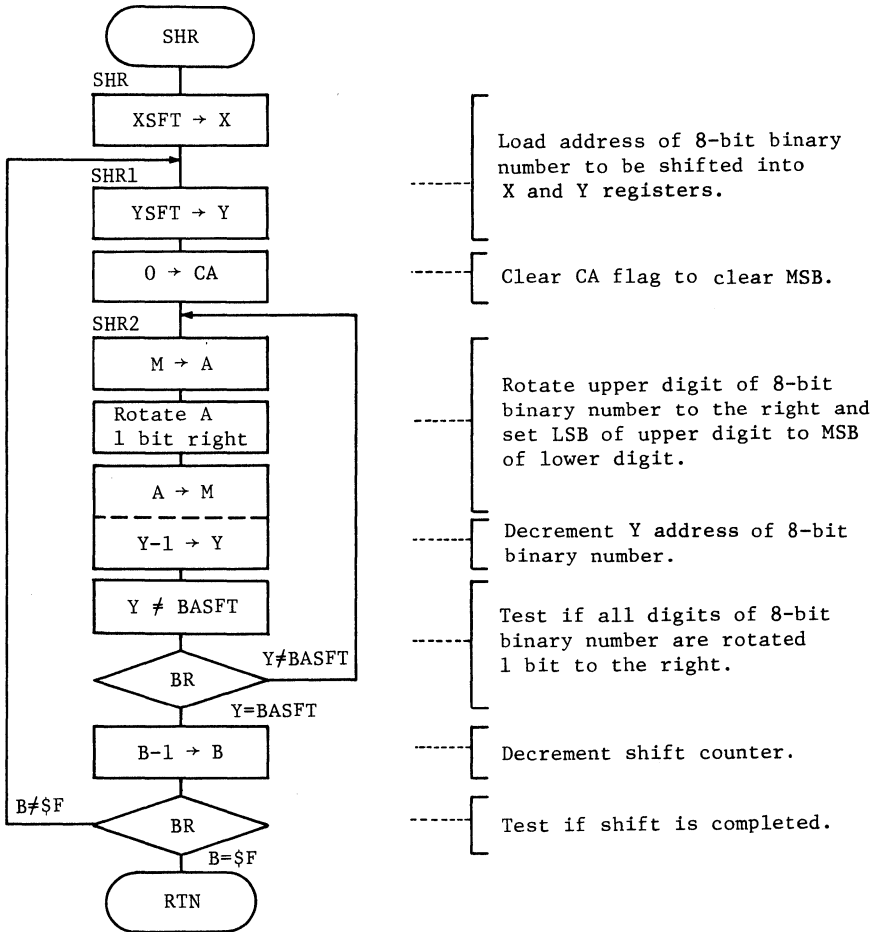 SHR
SHR
XSFT → X
SHR1
YSFT → Y
Load address of 8-bit binary
number to be shifted into
X and Y registers.
0 → CA
Clear CA flag to clear MSB.
SHR2
M → A
Rotate A
1 bit right
A → M
Rotate upper digit of 8-bit
binary number to the right and
set LSB of upper digit to MSB
of lower digit.
Y-1 → Y
Decrement Y address of 8-bit
binary number.
Y ≠ BASFT
Test if all digits of 8-bit
binary number are rotated
1 bit to the right.
Y≠BASFT
BR
Y=BASFT
B-1 → B
Decrement shift counter.
B≠$F
BR
Test if shift is completed.
B=$F
RTN